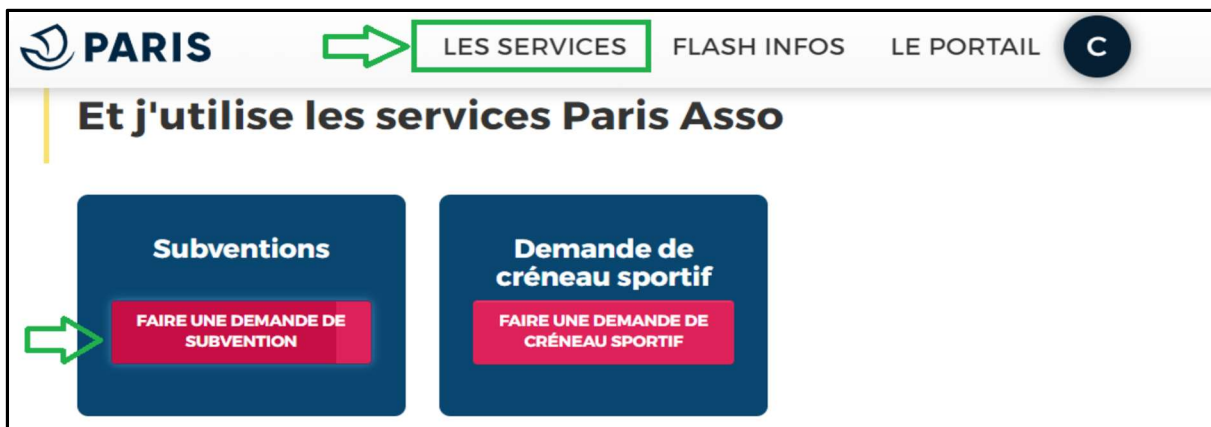 PARIS LES SERVICES FLASH INFOS LE PORTAIL C
Et j'utilise les services Paris Asso
Subventions
FAIRE UNE DEMANDE DE
SUBVENTION
Demande de
créneau sportif
FAIRE UNE DEMANDE DE
CRÉNEAU SPORTIF